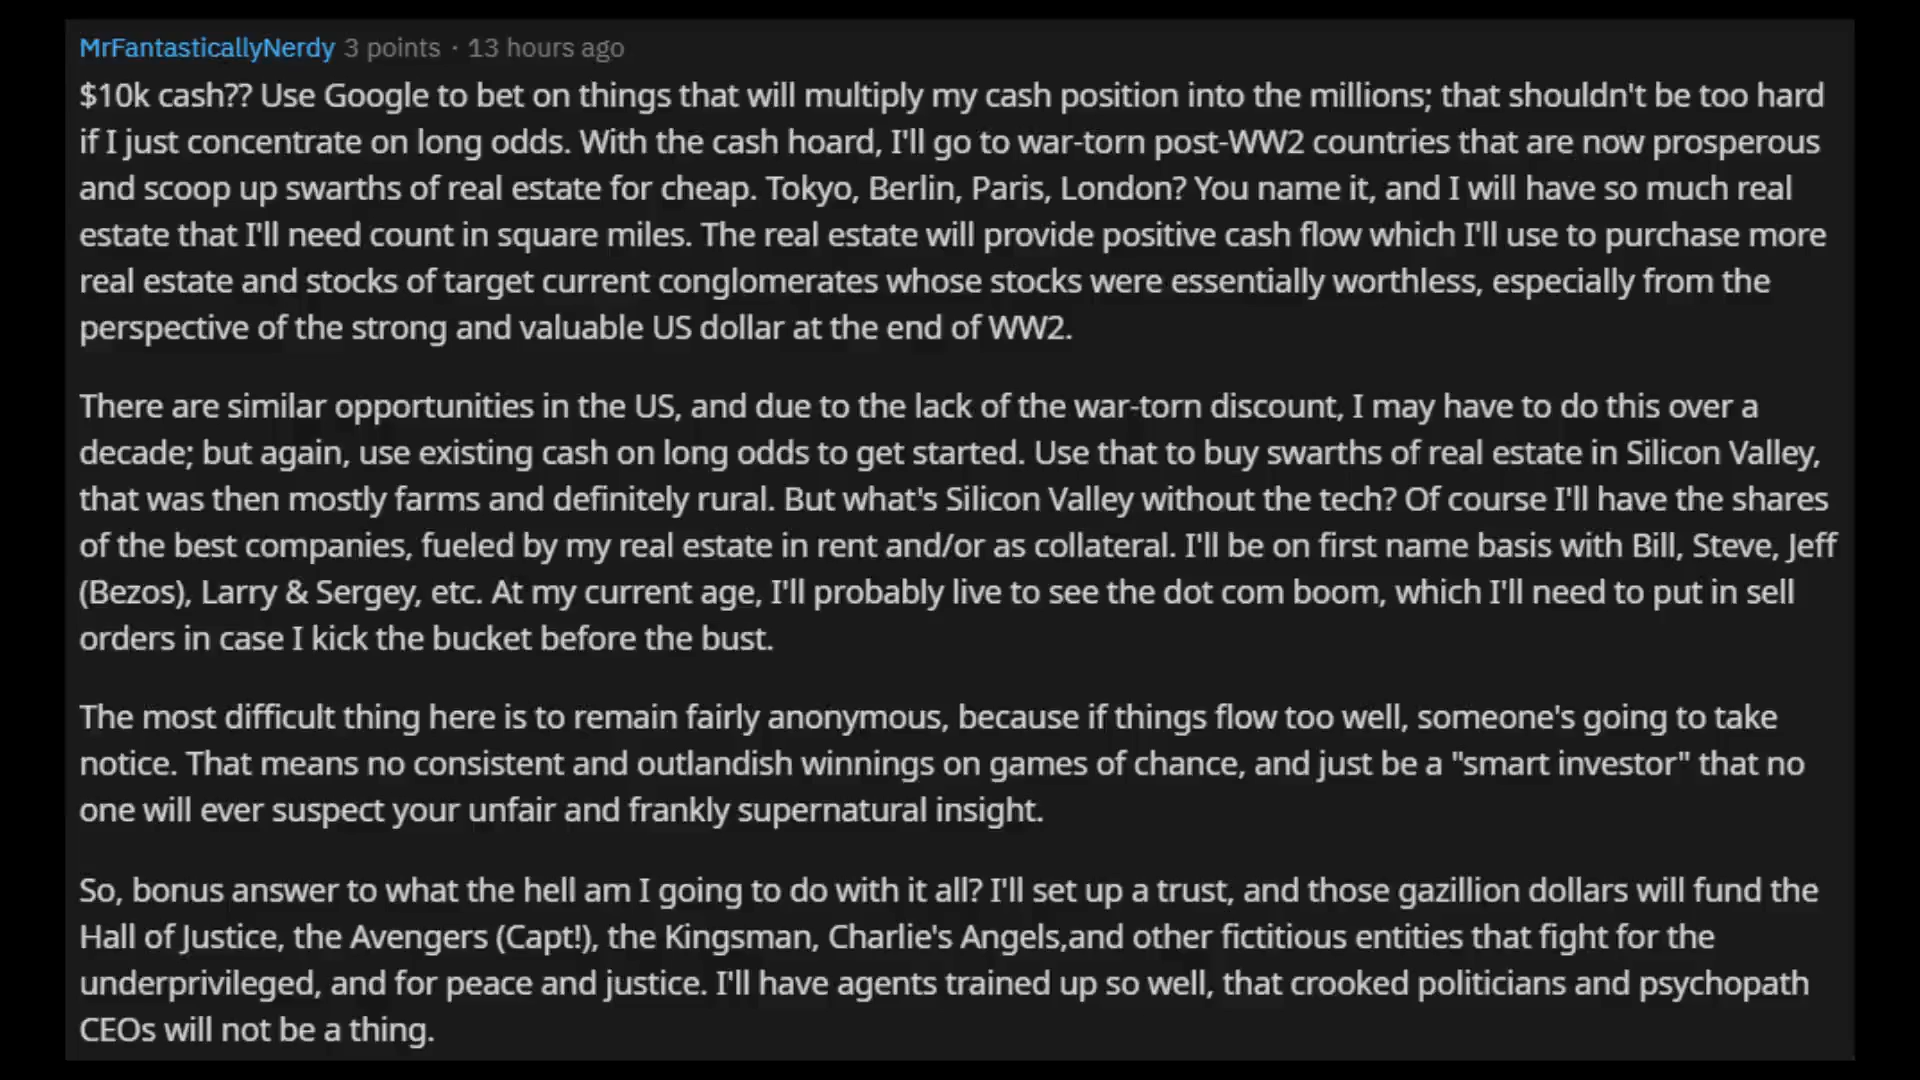 MrFantasticallyNerdy 3 points · 13 hours ago
$10k cash?? Use Google to bet on things that will multiply my cash position into the millions; that shouldn't be too hard
if I just concentrate on long odds. With the cash hoard, I'll go to war-torn post-WW2 countries that are now prosperous
and scoop up swarths of real estate for cheap. Tokyo, Berlin, Paris, London? You name it, and I will have so much real
estate that I'll need count in square miles. The real estate will provide positive cash flow which I'll use to purchase more
real estate and stocks of target current conglomerates whose stocks were essentially worthless, especially from the
perspective of the strong and valuable US dollar at the end of WW2.
There are similar opportunities in the US, and due to the lack of the war-torn discount, I may have to do this over a
decade; but again, use existing cash on long odds to get started. Use that to buy swarths of real estate in Silicon Valley,
that was then mostly farms and definitely rural. But what's Silicon Valley without the tech? Of course I'll have the shares
of the best companies, fueled by my real estate in rent and/or as collateral. I'll be on first name basis with Bill, Steve, Jeff
(Bezos), Larry & Sergey, etc. At my current age, I'll probably live to see the dot com boom, which I'll need to put in sell
orders in case I kick the bucket before the bust.
The most difficult thing here is to remain fairly anonymous, because if things flow too well, someone's going to take
notice. That means no consistent and outlandish winnings on games of chance, and just be a "smart investor" that no
one will ever suspect your unfair and frankly supernatural insight.
So, bonus answer to what the hell am I going to do with it all? I'll set up a trust, and those gazillion dollars will fund the
Hall of Justice, the Avengers (Capt!), the Kingsman, Charlie's Angels,and other fictitious entities that fight for the
underprivileged, and for peace and justice. I'll have agents trained up so well, that crooked politicians and psychopath
CEOs will not be a thing.